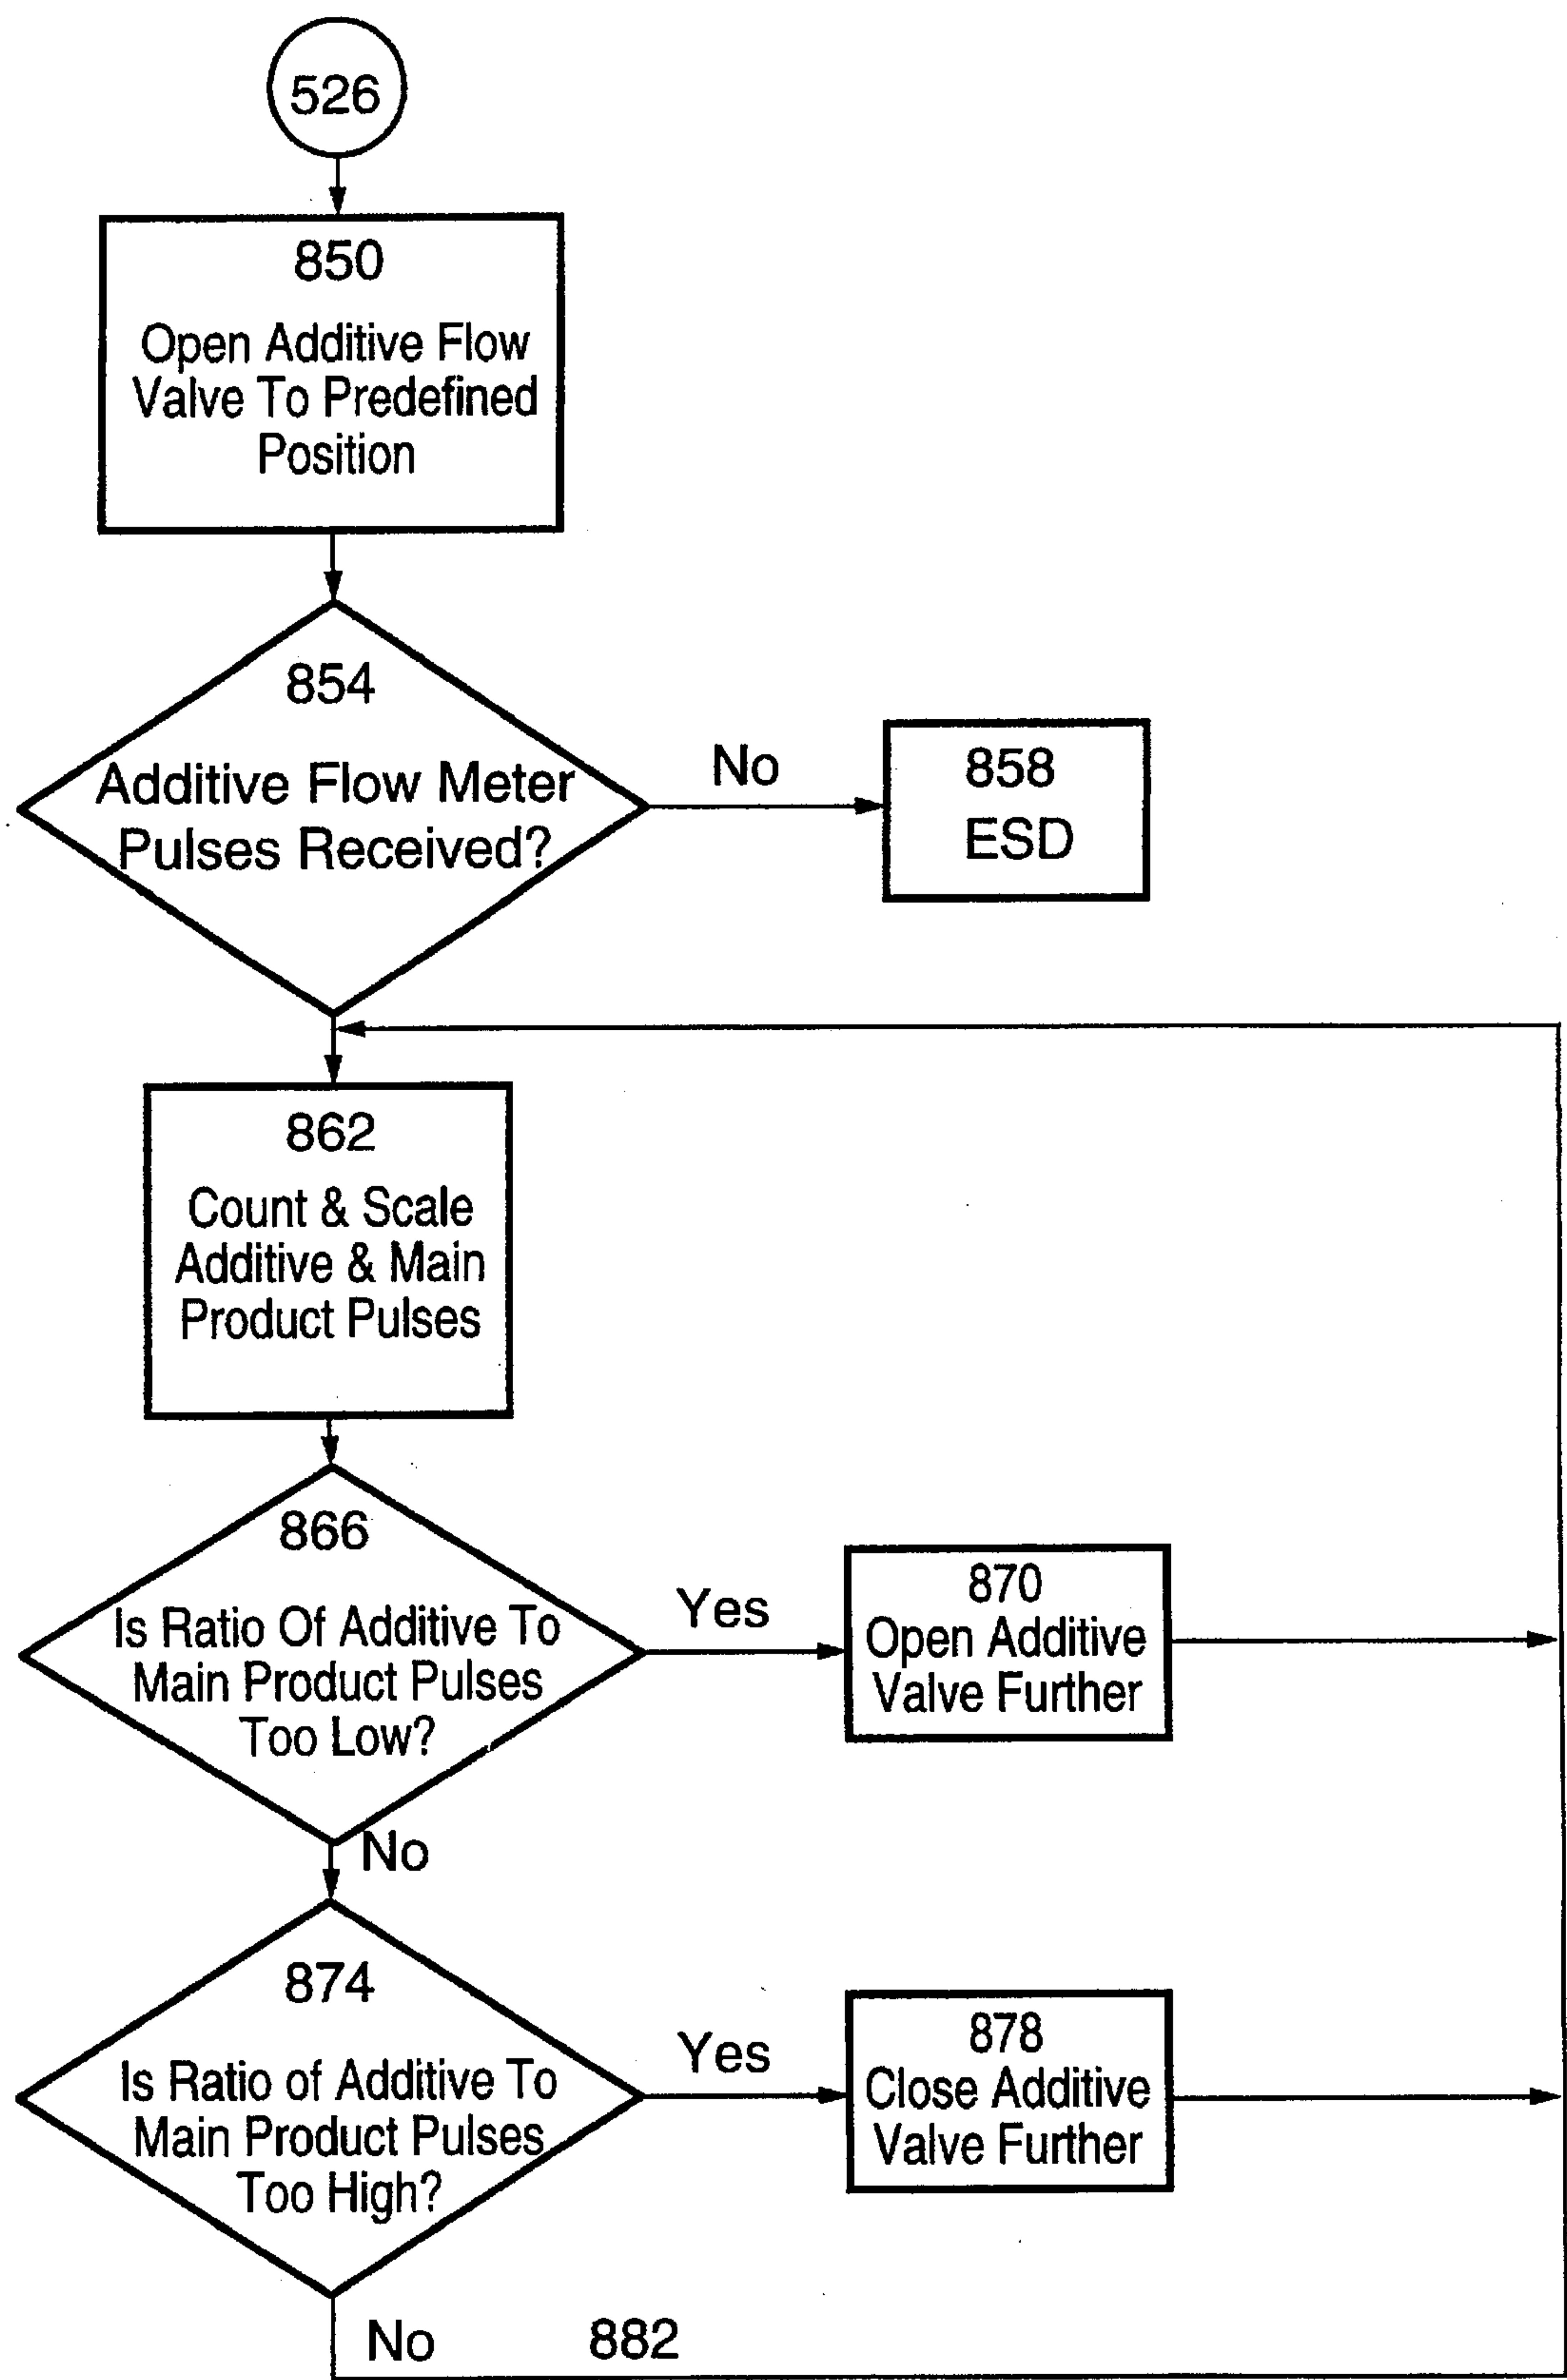 526
850
Open Additive Flow
Valve To Predefined
Position
854
Additive Flow Meter
Pulses Received?
No
858
ESD
862
Count & Scale
Additive & Main
Product Pulses
866
Is Ratio Of Additive To
Main Product Pulses
Too Low?
Yes
870
Open Additive
Valve Further
No
874
Is Ratio of Additive To
Main Product Pulses
Too High?
Yes
878
Close Additive
Valve Further
No
882